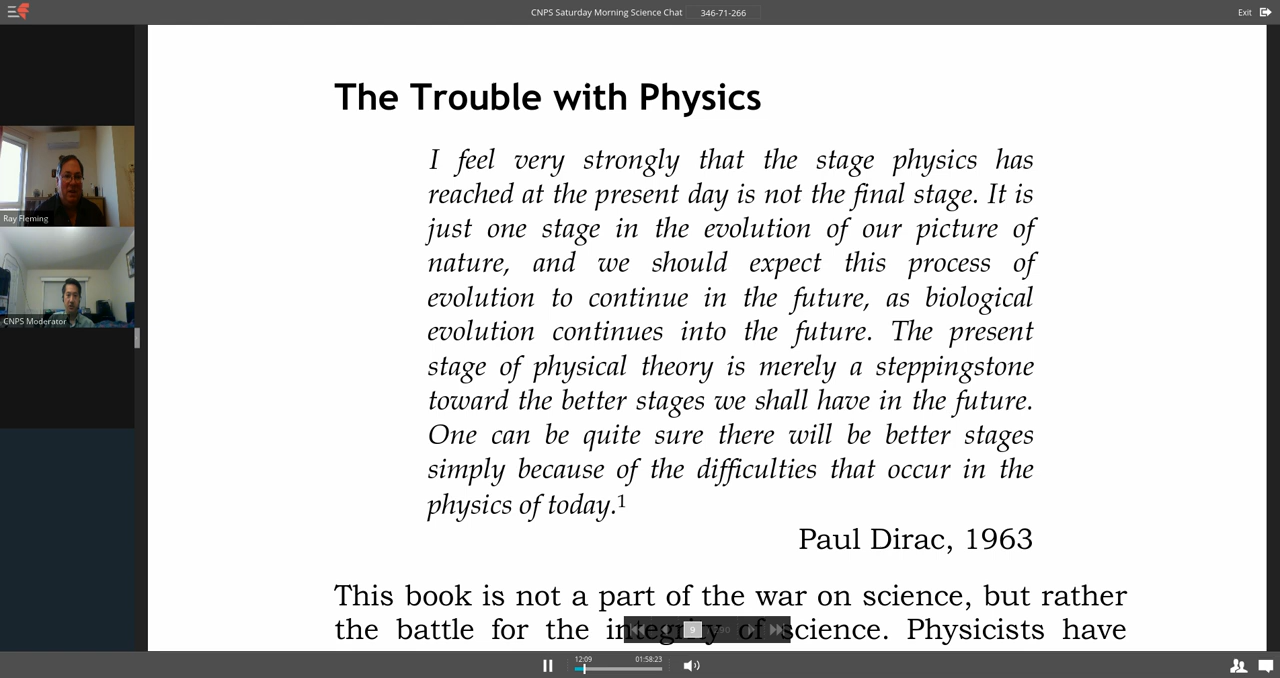 CNPS Saturday Morning Science Chat 346-71-266
Exit
The Trouble with Physics
I feel very strongly that the stage physics has
reached at the present day is not the final stage. It is
just one stage in the evolution of our picture of
nature, and we should expect this process of
evolution to continue in the future, as biological
evolution continues into the future. The present
stage of physical theory is merely a steppingstone
toward the better stages we shall have in the future.
One can be quite sure there will be better stages
simply because of the difficulties that occur in the
physics of today.1
Paul Dirac, 1963
This book is not a part of the war on science, but rather
the battle for the integrity of science. Physicists have
Ray Fleming
CNPS Moderator
9
12:09
01:58:23